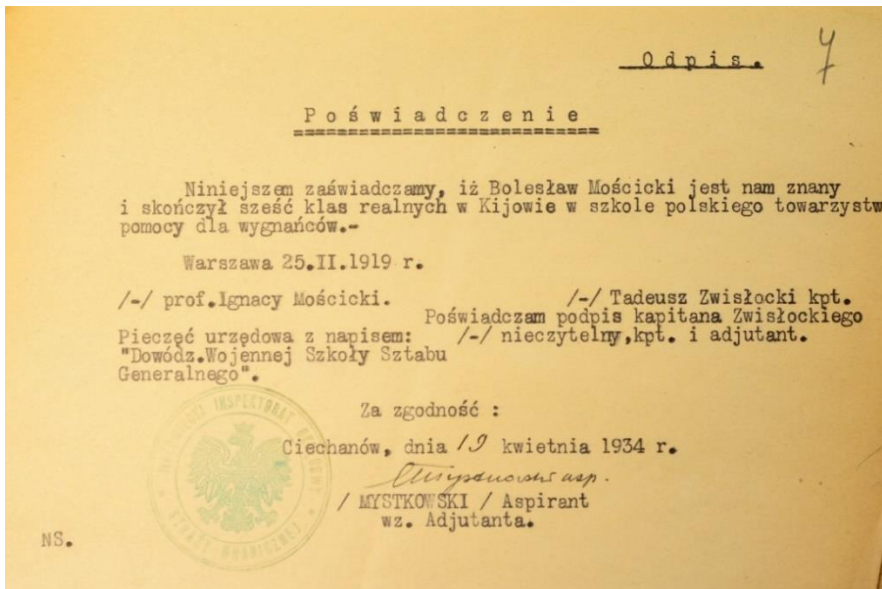 Odpis.
7
Poświadczenie
Niniejszem zaświadczamy, iż Bolesław Mościcki jest nam znany
i skończył sześć klas realnych w Kijowie w szkole polskiego towarzystw
pomocy dla wygnańców.-
Warszawa 25.II.1919 r.
/-/ prof.Ignacy Mościcki. /-/ Tadeusz Zwisłocki kpt.
Poświadczam podpis kapitana Zwisłockiego
Pieczęć urzędowa z napisem: /-/ nieczytelny,kpt. i adjutant.
"Dowódz.Wojennej Szkoły Sztabu
Generalnego".
Za zgodność :
Ciechanów, dnia 19 kwietnia 1934 r.
asp.
/ MYSTKOWSKI / Aspirant
wz. Adjutanta.
NS.
INSPEKTORAT